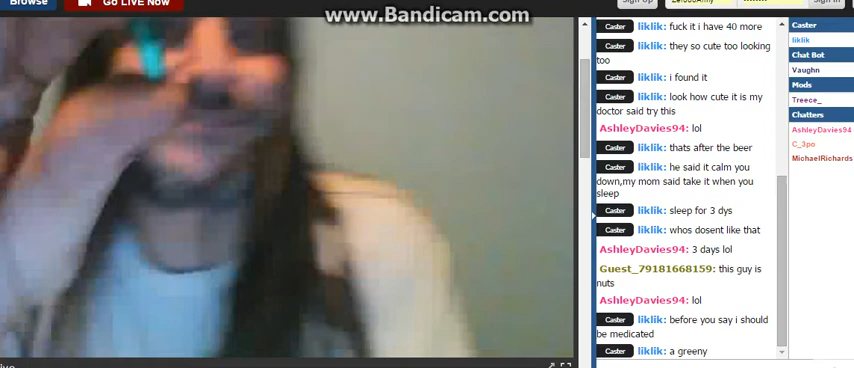 Browse
Go LIVE Now
www.Bandicam.com
Sign Up
Sign In
Caster liklik: fuck it i have 40 more
Caster liklik: they so cute too looking
too
Caster liklik: i found it
Caster liklik: look how cute it is my
doctor said try this
AshleyDavies94: lol
Caster liklik: thats after the beer
Caster liklik: he said it calm you
down,my mom said take it when you
sleep
Caster liklik: sleep for 3 dys
Caster liklik: whos dosent like that
AshleyDavies94: 3 days lol
Guest_79181668159: this guy is
nuts
AshleyDavies94: lol
Caster liklik: before you say i should
be medicated
Caster liklik: a greeny
Caster
liklik
Chat Bot
Vaughn
Mods
Treece_
Chatters
AshleyDavies94
C_3po
MichaelRichards